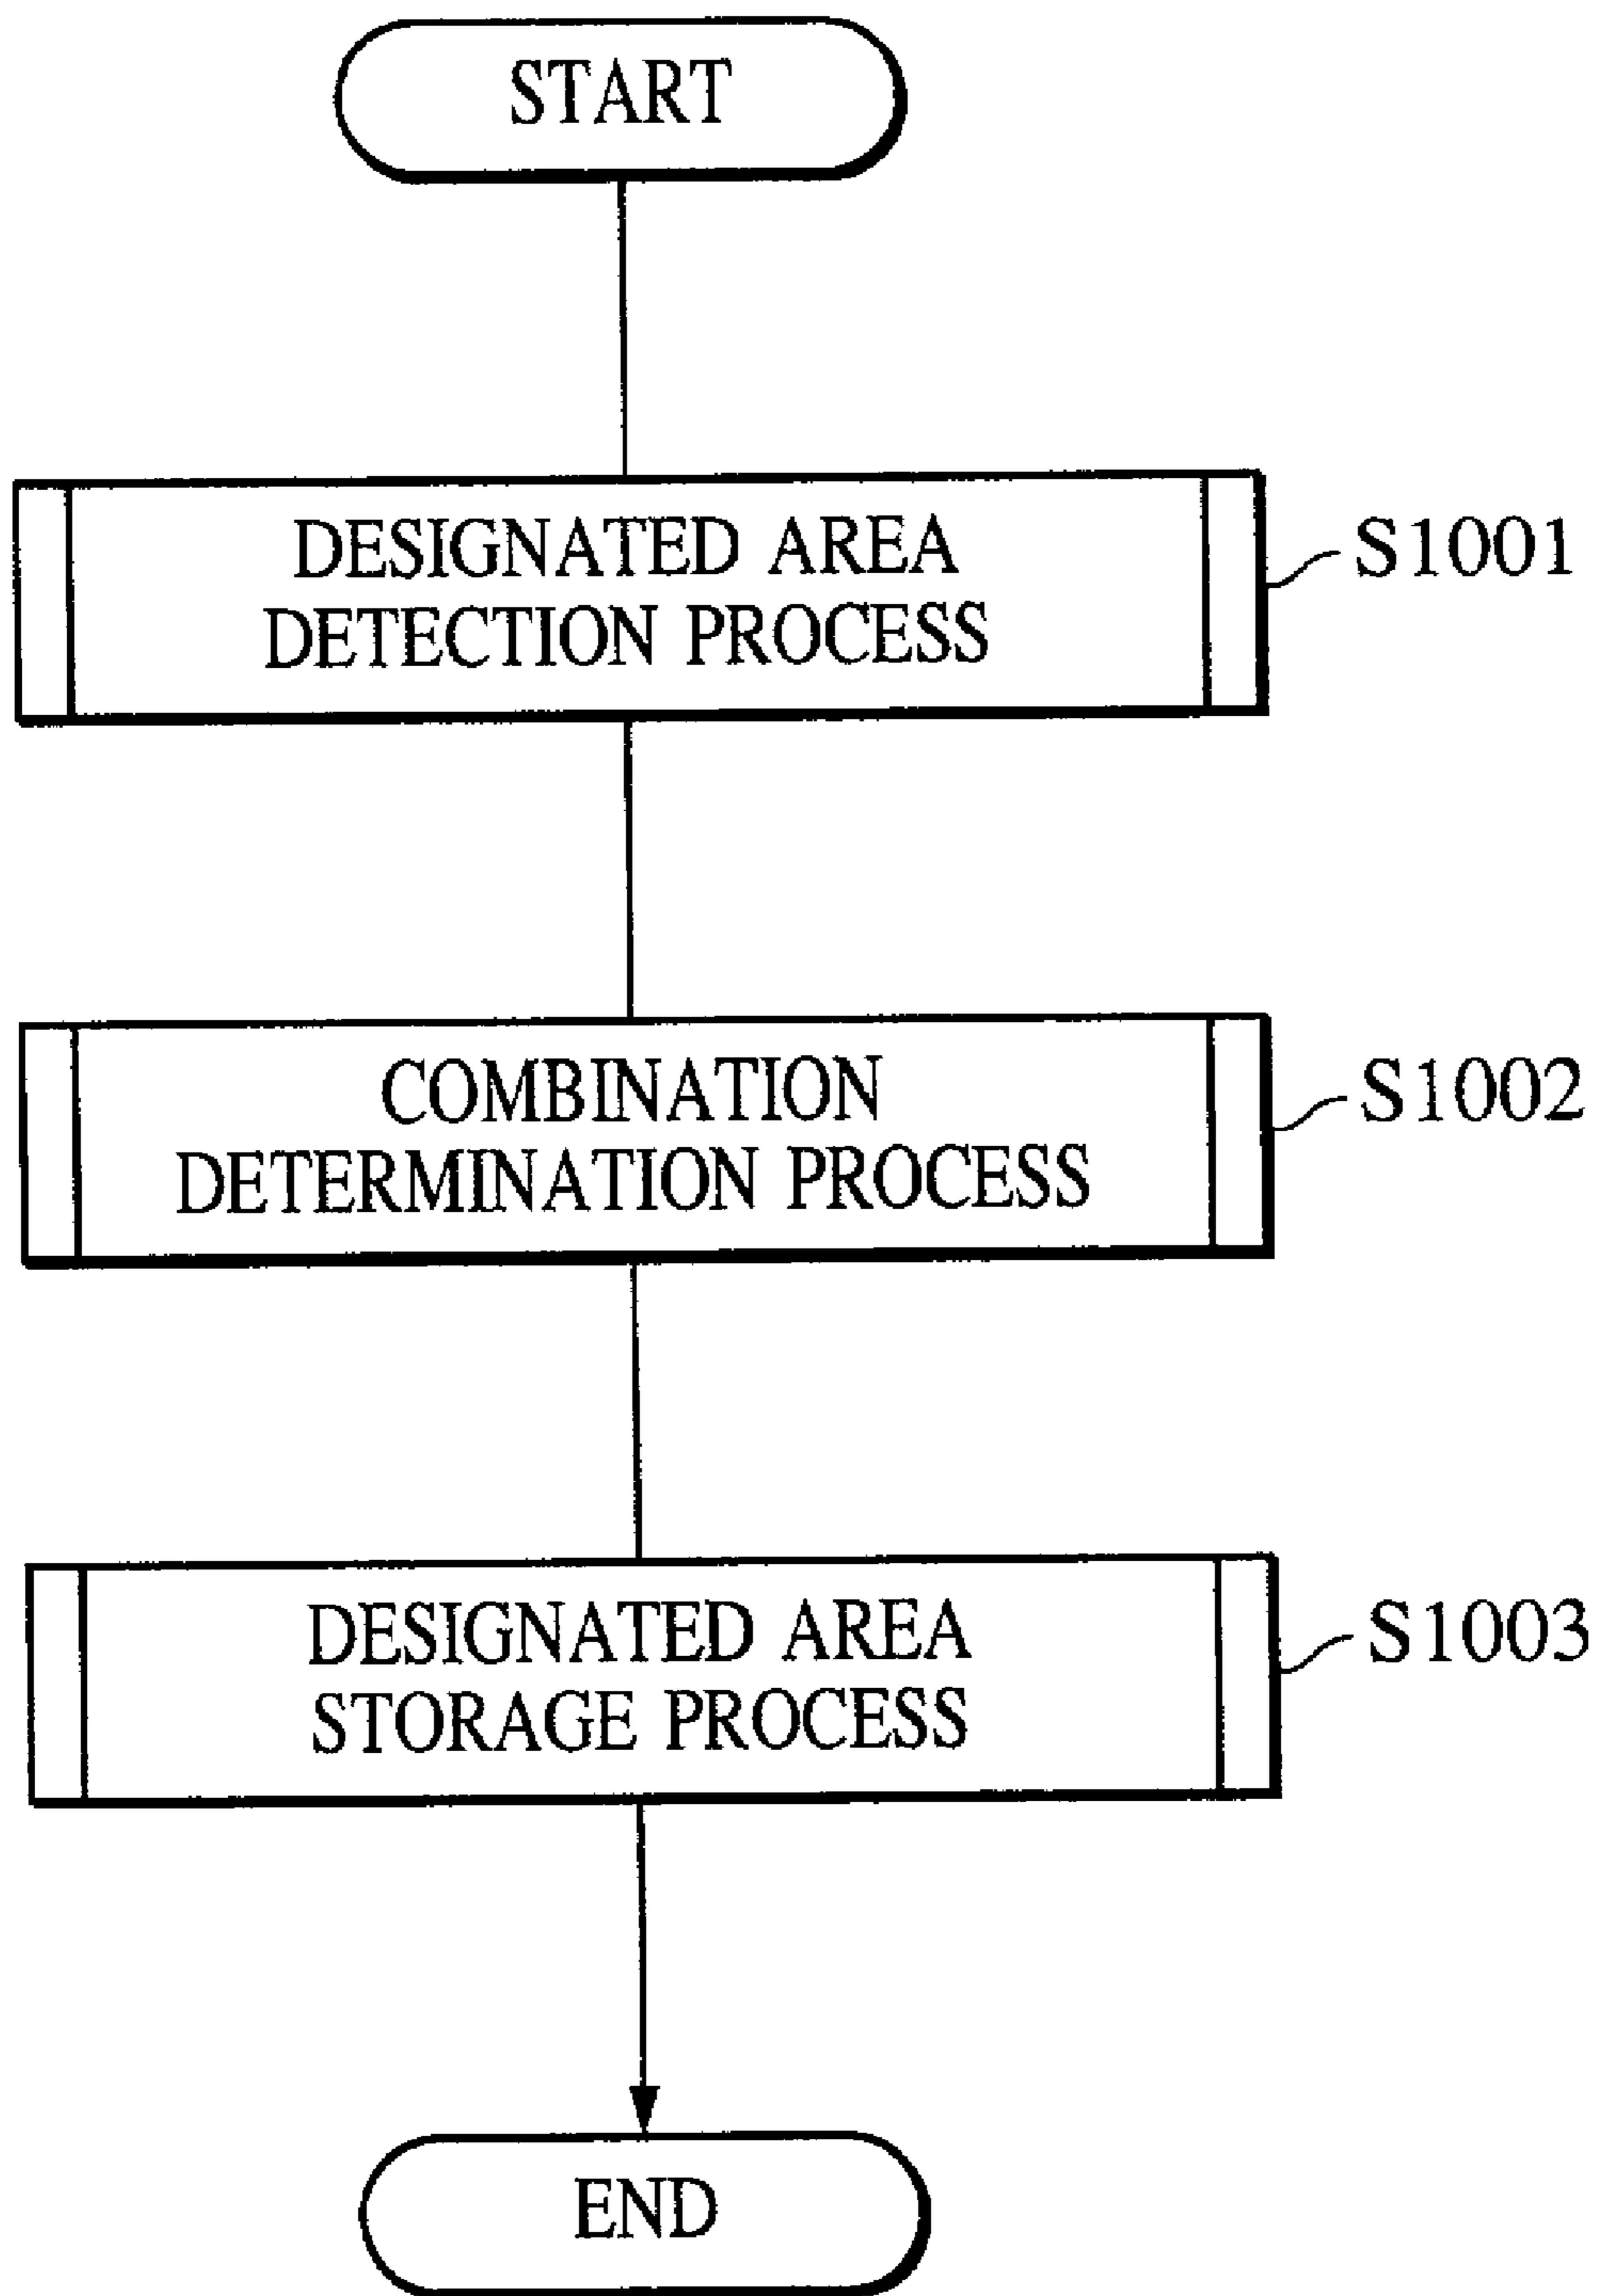 START
DESIGNATED AREA
DETECTION PROCESS
S1001
COMBINATION
DETERMINATION PROCESS
S1002
DESIGNATED AREA
STORAGE PROCESS
S1003
END